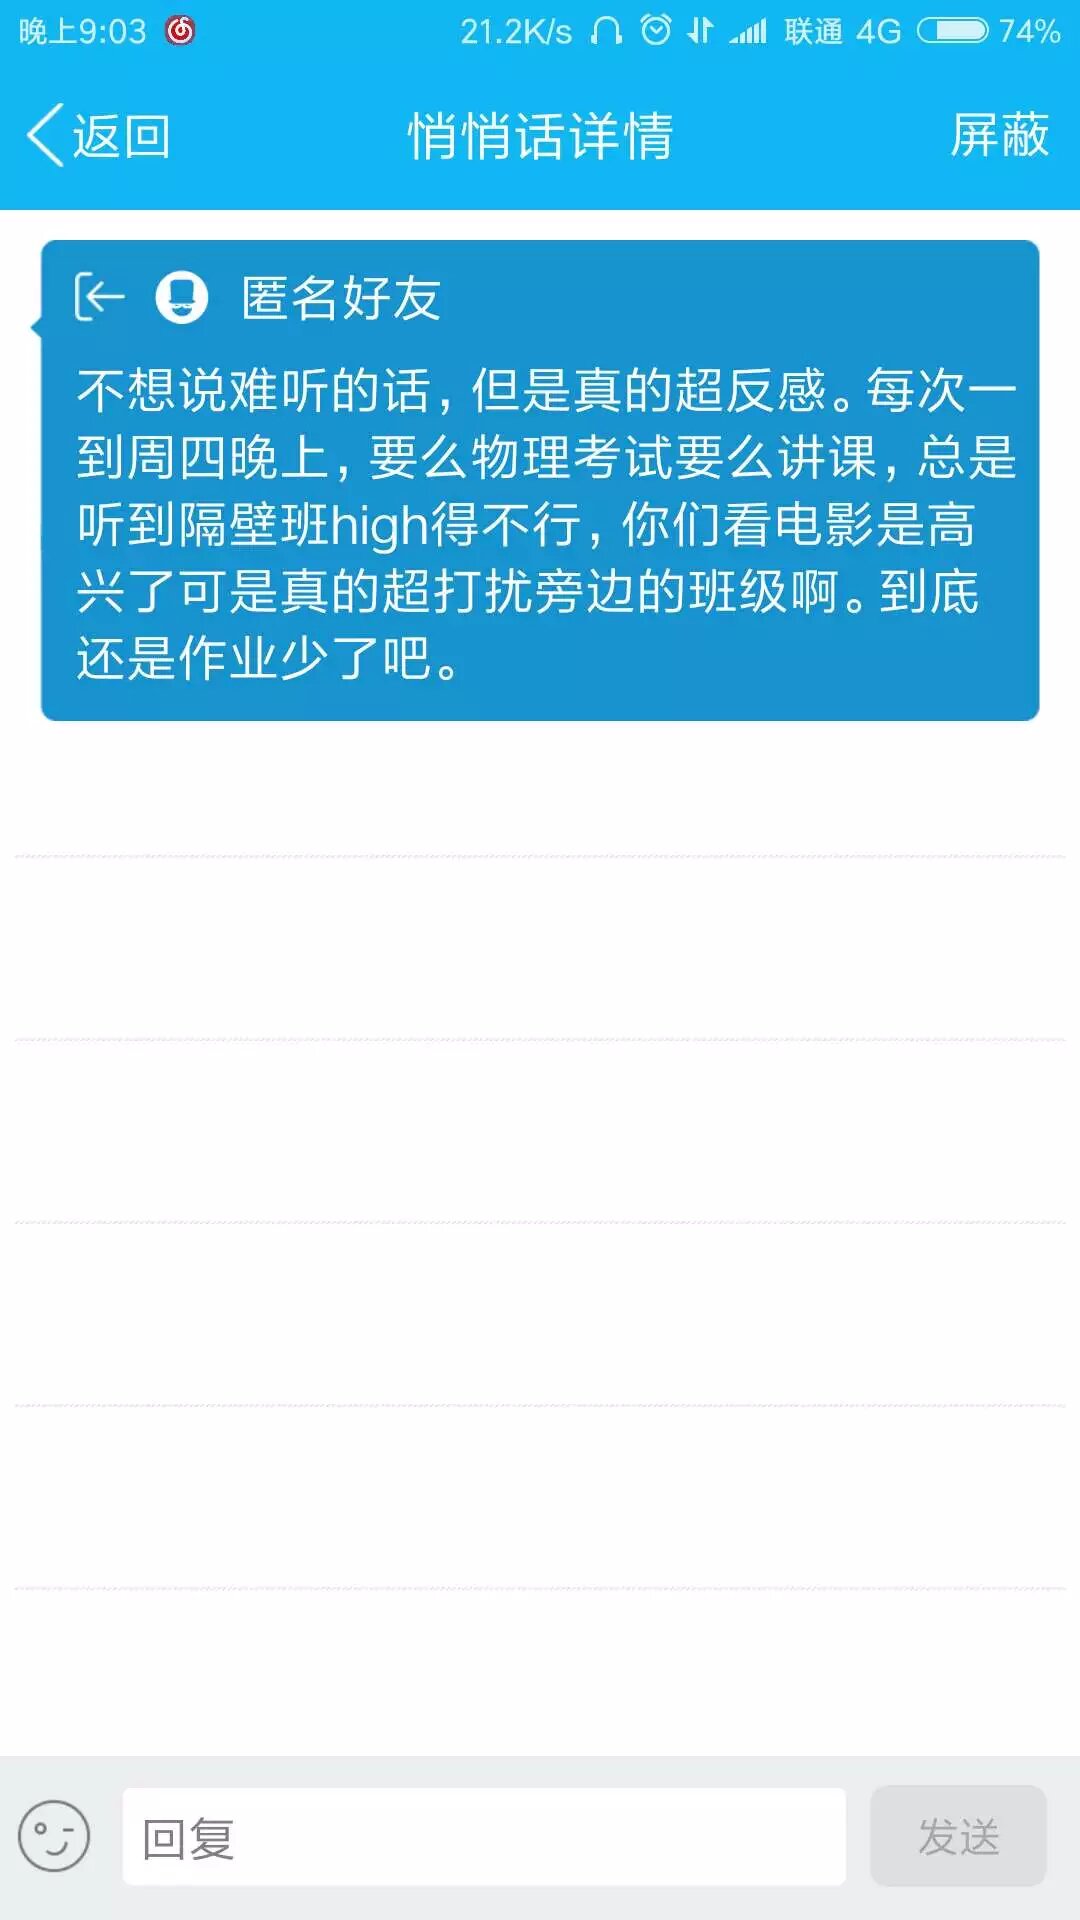 晚上9:03 21.2K/s 联通 4G 74%
返回 悄悄话详情 屏蔽
匿名好友
不想说难听的话，但是真的超反感。每次一
到周四晚上，要么物理考试要么讲课，总是
听到隔壁班high得不行，你们看电影是高
兴了可是真的超打扰旁边的班级啊。到底
还是作业少了吧。
回复 发送